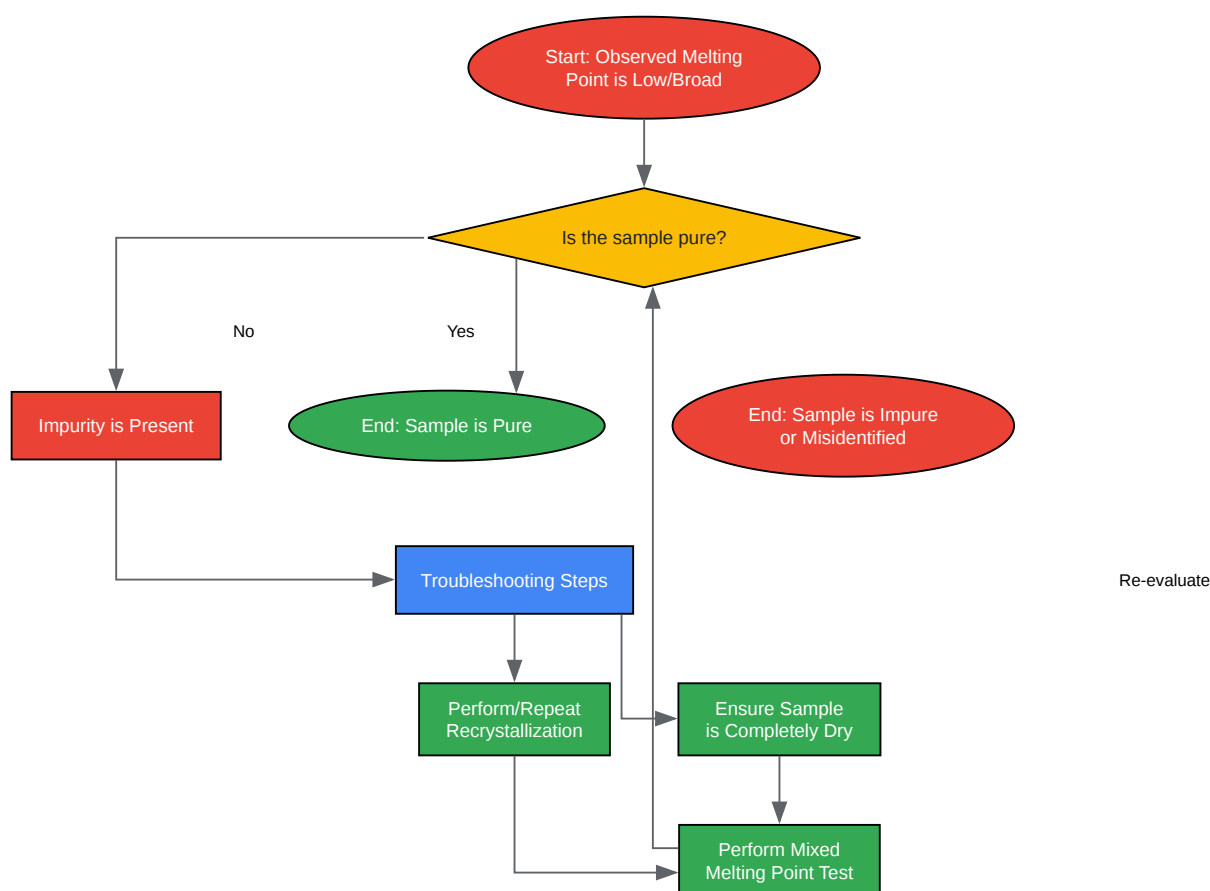 Start: Observed Melting
Point is Low/Broad
Is the sample pure?
No
Yes
Impurity is Present
End: Sample is Pure
End: Sample is Impure
or Misidentified
Troubleshooting Steps
Re-evaluate
Perform/Repeat
Recrystallization
Ensure Sample
is Completely Dry
Perform Mixed
Melting Point Test